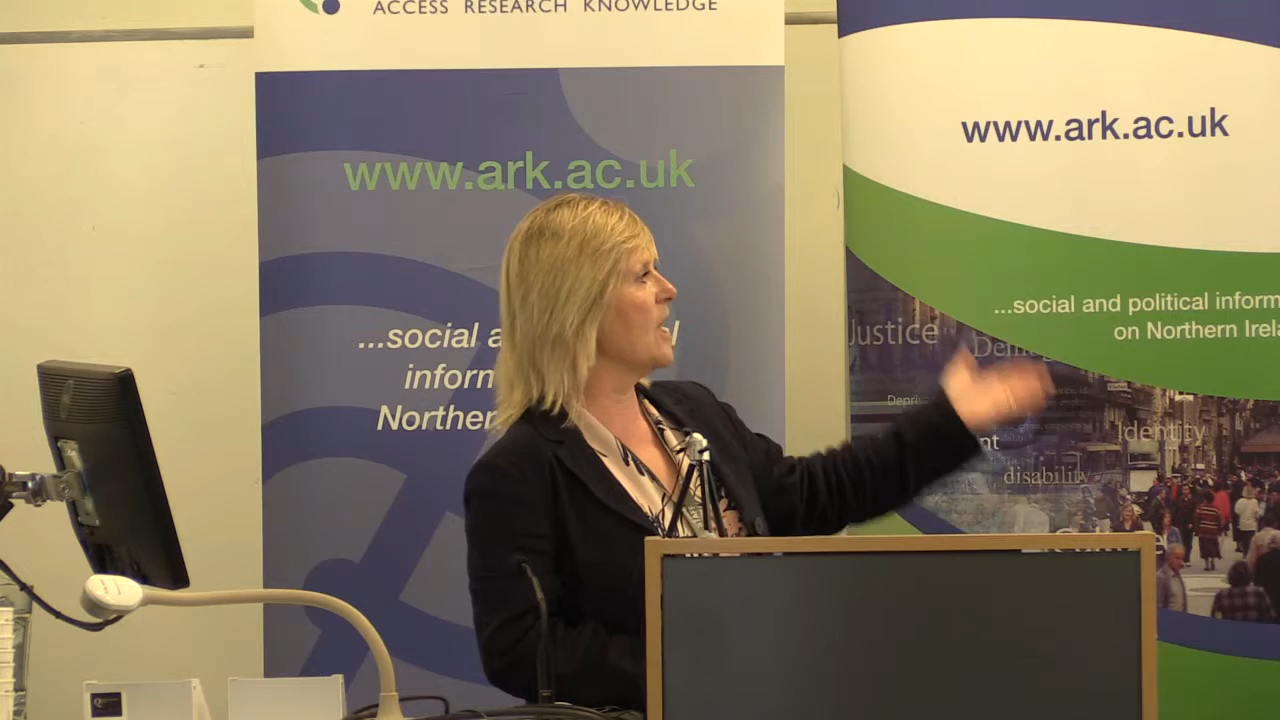 ACCESS RESEARCH KNOWLEDGE
www.ark.ac.uk
...social a
inform
Norther
www.ark.ac.uk
...social and political inform
on Northern Irela
Justice
Identity
disability